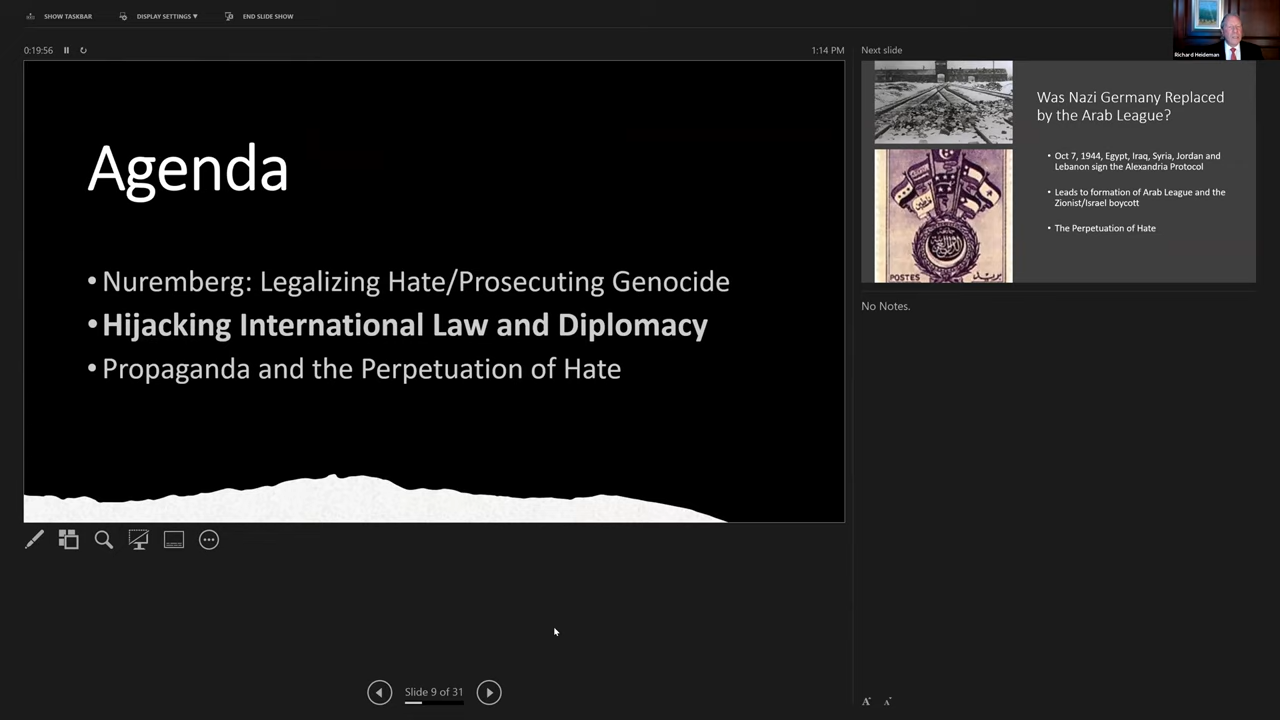 SHOW TASKBAR
DISPLAY SETTINGS ▾
END SLIDE SHOW
0:19:56
1:14 PM
Agenda
• Nuremberg: Legalizing Hate/Prosecuting Genocide
• Hijacking International Law and Diplomacy
• Propaganda and the Perpetuation of Hate
Slide 9 of 31
Richard Heideman
Next slide
Was Nazi Germany Replaced
by the Arab League?
• Oct 7, 1944, Egypt, Iraq, Syria, Jordan and
Lebanon sign the Alexandria Protocol
• Leads to formation of Arab League and the
Zionist/Israel boycott
• The Perpetuation of Hate
POSTES
بريد
No Notes.
A
A